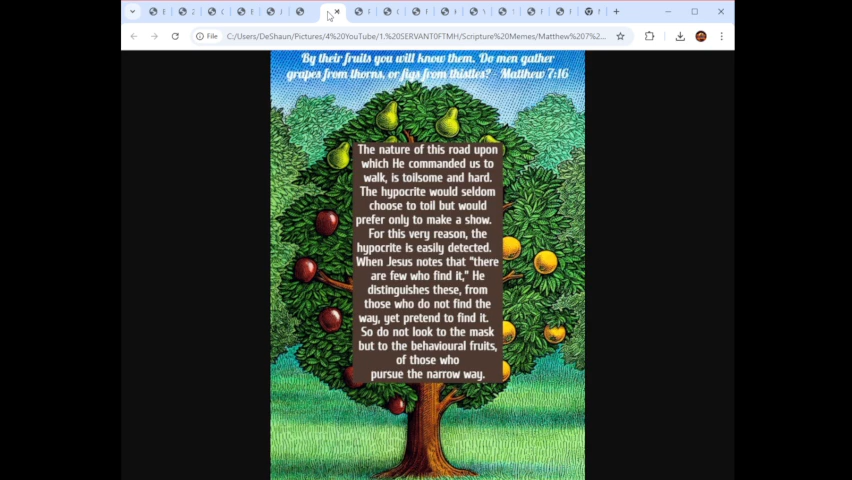 File
C:/Users/DeShaun/Pictures/4%20YouTube/1.%20SERVANT0FTMH/Scripture%20Memes/Matthew%207%2...
By their fruits you will know them. Do men gather
grapes from thorns, or figs from thistles? - Matthew 7:16
The nature of this road upon
which He commanded us to
walk, is toilsome and hard.
The hypocrite would seldom
choose to toil but would
prefer only to make a show.
For this very reason, the
hypocrite is easily detected.
When Jesus notes that “there
are few who find it,” He
distinguishes these, from
those who do not find the
way, yet pretend to find it.
So do not look to the mask
but to the behavioural fruits,
of those who
pursue the narrow way.